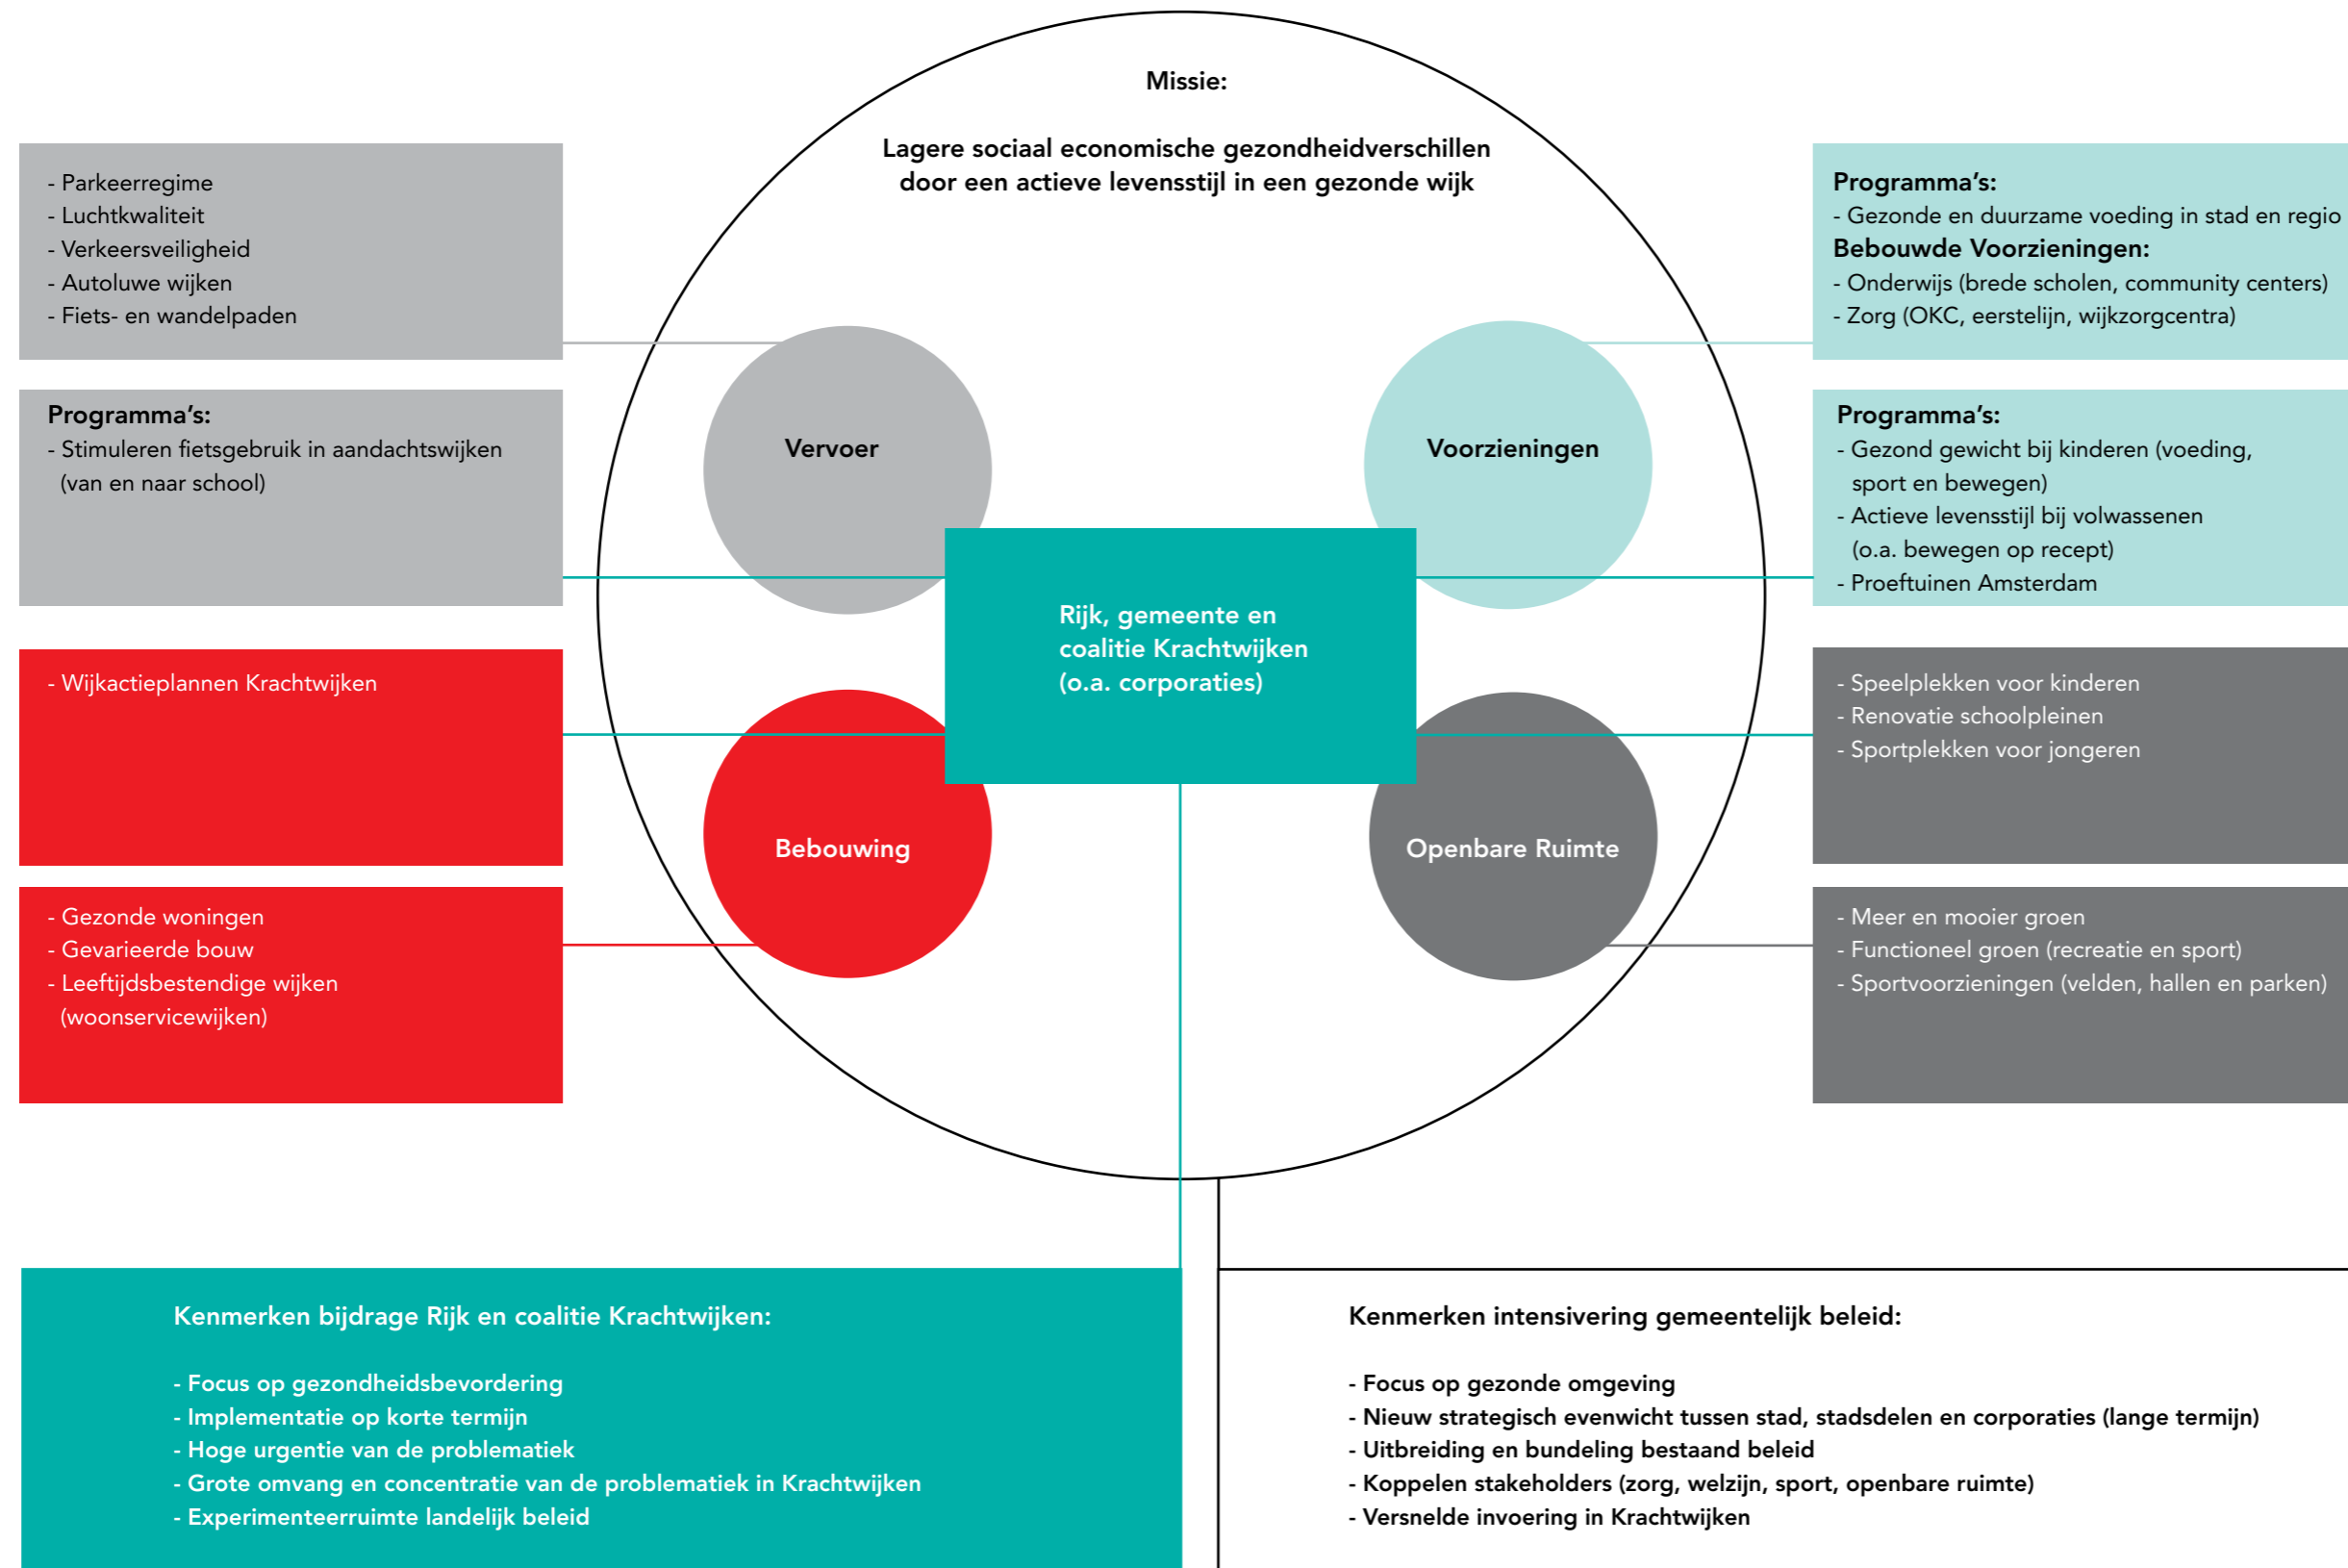 Missie:
Lagere sociaal economische gezondheidverschillen
door een actieve levensstijl in een gezonde wijk
- Parkeerregime
- Luchtkwaliteit
- Verkeersveiligheid
- Autoluwe wijken
- Fiets- en wandelpaden
Programma's:
- Stimuleren fietsgebruik in aandachtswijken
(van en naar school)
- Wijkactieplannen Krachtwijken
- Gezonde woningen
- Gevarieerde bouw
- Leeftijdsbestendige wijken
(woonservicewijken)
Vervoer
Voorzieningen
Rijk, gemeente en
coalitie Krachtwijken
(o.a. corporaties)
Bebouwing
Openbare Ruimte
Programma's:
- Gezonde en duurzame voeding in stad en regio
Bebouwde Voorzieningen:
- Onderwijs (brede scholen, community centers)
- Zorg (OKC, eerstelijn, wijkzorgcentra)
Programma's:
- Gezond gewicht bij kinderen (voeding,
sport en bewegen)
- Actieve levensstijl bij volwassenen
(o.a. bewegen op recept)
- Proeftuinen Amsterdam
- Speelplekken voor kinderen
- Renovatie schoolpleinen
- Sportplekken voor jongeren
- Meer en mooier groen
- Functioneel groen (recreatie en sport)
- Sportvoorzieningen (velden, hallen en parken)
Kenmerken bijdrage Rijk en coalitie Krachtwijken:
- Focus op gezondheidsbevordering
- Implementatie op korte termijn
- Hoge urgentie van de problematiek
- Grote omvang en concentratie van de problematiek in Krachtwijken
- Experimenteerruimte landelijk beleid
Kenmerken intensivering gemeentelijk beleid:
- Focus op gezonde omgeving
- Nieuw strategisch evenwicht tussen stad, stadsdelen en corporaties (lange termijn)
- Uitbreiding en bundeling bestaand beleid
- Koppelen stakeholders (zorg, welzijn, sport, openbare ruimte)
- Versnelde invoering in Krachtwijken